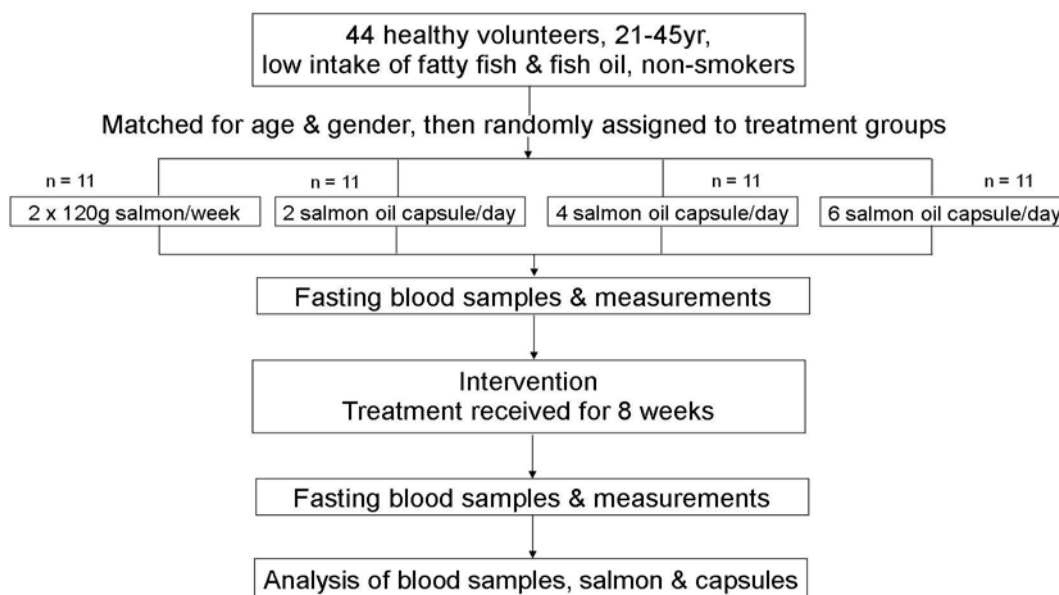 44 healthy volunteers, 21-45yr,
low intake of fatty fish & fish oil, non-smokers
Matched for age & gender, then randomly assigned to treatment groups
n = 11
2 x 120g salmon/week
n = 11
2 salmon oil capsule/day
n = 11
4 salmon oil capsule/day
n = 11
6 salmon oil capsule/day
Fasting blood samples & measurements
Intervention
Treatment received for 8 weeks
Fasting blood samples & measurements
Analysis of blood samples, salmon & capsules